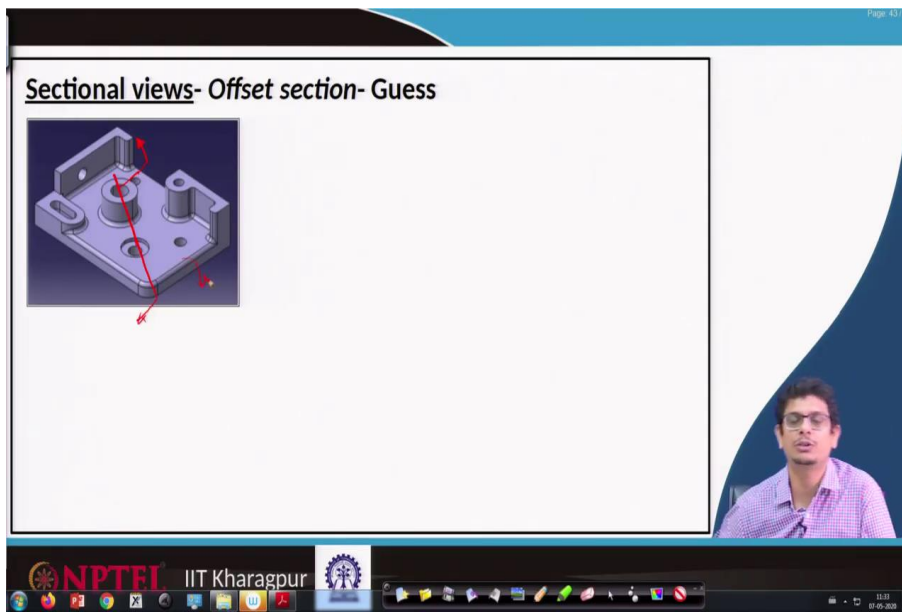 Page: 43/
Sectional views- Offset section- Guess
NPTEL IIT Kharagpur
11:33
07-05-2020